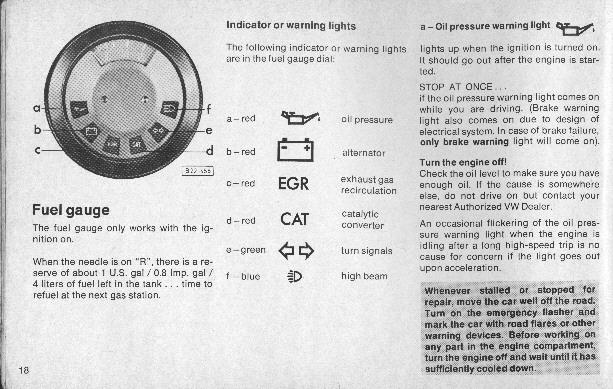 a
b
c
f
e
d
B22-456
Fuel gauge
The fuel gauge only works with the ig-
nition on.
When the needle is on "R", there is a re-
serve of about 1 U.S. gal / 0.8 Imp. gal /
4 liters of fuel left in the tank . . . time to
refuel at the next gas station.
18
Indicator or warning lights
The following indicator or warning lights
are in the fuel gauge dial:
a – red oil pressure
b – red alternator
c – red EGR exhaust gas
recirculation
d – red CAT catalytic
converter
e – green turn signals
f – blue high beam
a – Oil pressure warning light
lights up when the ignition is turned on.
It should go out after the engine is star-
ted.
STOP AT ONCE . . .
if the oil pressure warning light comes on
while you are driving. (Brake warning
light also comes on due to design of
electrical system. In case of brake failure,
only brake warning light will come on).
Turn the engine off!
Check the oil level to make sure you have
enough oil. If the cause is somewhere
else, do not drive on but contact your
nearest Authorized VW Dealer.
An occasional flickering of the oil pres-
sure warning light when the engine is
idling after a long high-speed trip is no
cause for concern if the light goes out
upon acceleration.
Whenever stalled or stopped for
repair, move the car well off the road.
Turn on the emergency flasher and
mark the car with road flares or other
warning devices. Before working on
any part in the engine compartment,
turn the engine off and wait until it has
sufficiently cooled down.